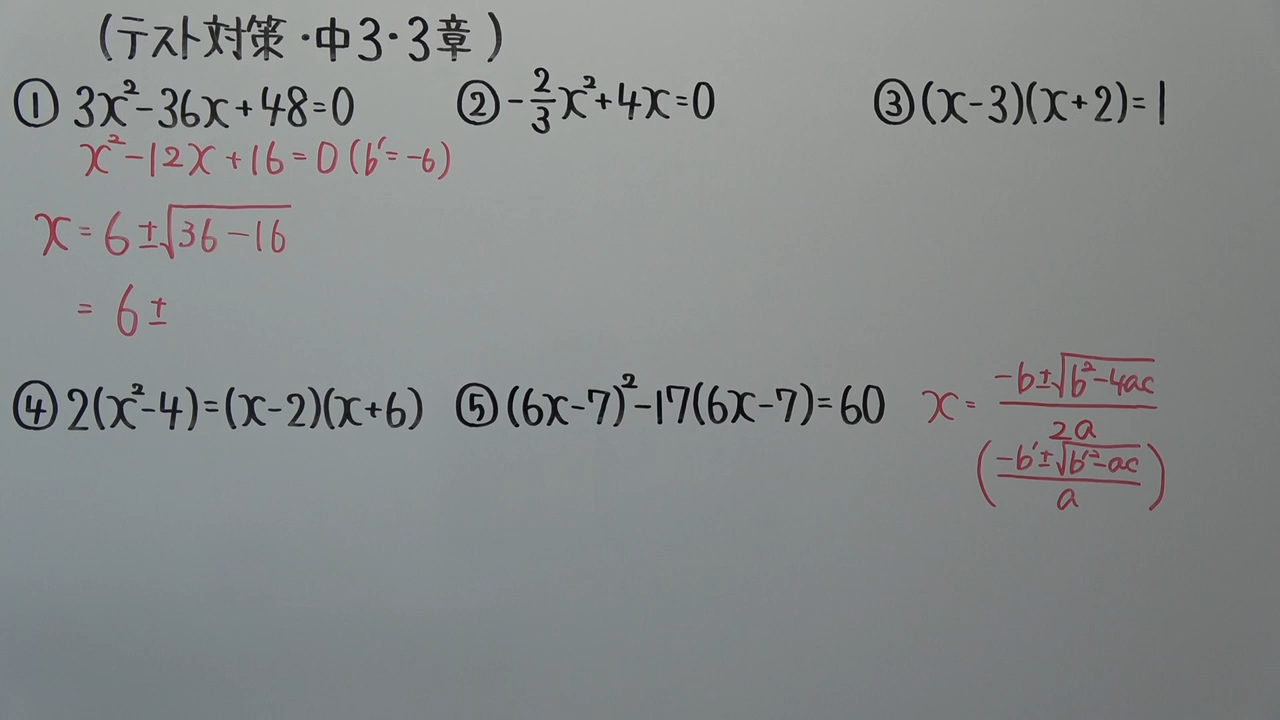 (テスト対策・中3・3章)
① 3x²-36x+48=0
x²-12x+16=0(b'=-6)
x=6±√36-16
=6±
② -2/3x²+4x=0
③ (x-3)(x+2)=1
④ 2(x²-4)=(x-2)(x+6)
⑤ (6x-7)²-17(6x-7)=60
x= -b±√b²-4ac / 2a
( -b'±√b'²-ac / a )